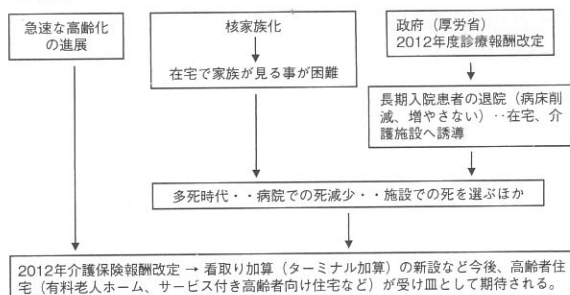 急速な高齢化
の進展
核家族化
在宅で家族が見る事が困難
政府（厚労省）
2012年度診療報酬改定
長期入院患者の退院（病床削
減、増やさない）‥在宅、介
護施設へ誘導
多死時代・・病院での死減少・・施設での死を選ぶほか
2012年介護保険報酬改定 → 看取り加算（ターミナル加算）の新設など今後、高齢者住
宅（有料老人ホーム、サービス付き高齢者向け住宅など）が受け皿として期待される。